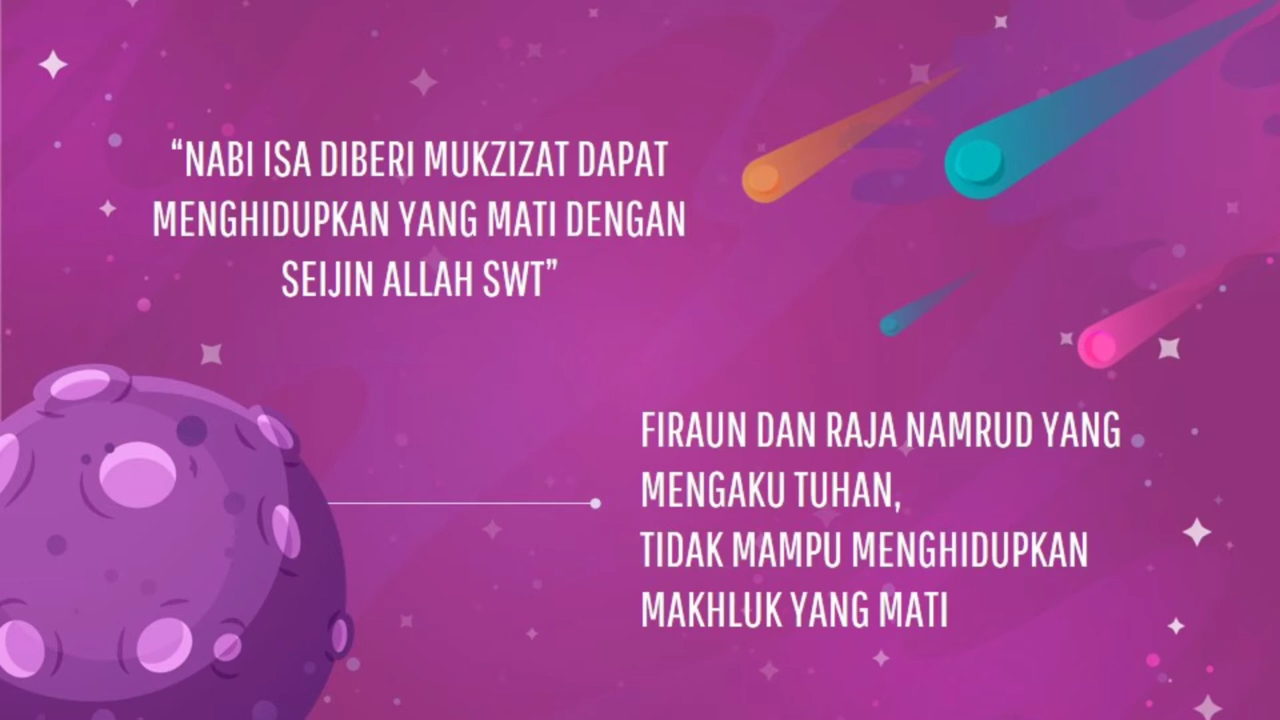 “NABI ISA DIBERI MUKZIZAT DAPAT
MENGHIDUPKAN YANG MATI DENGAN
SEIJIN ALLAH SWT”
FIRAUN DAN RAJA NAMRUD YANG
MENGAKU TUHAN,
TIDAK MAMPU MENGHIDUPKAN
MAKHLUK YANG MATI